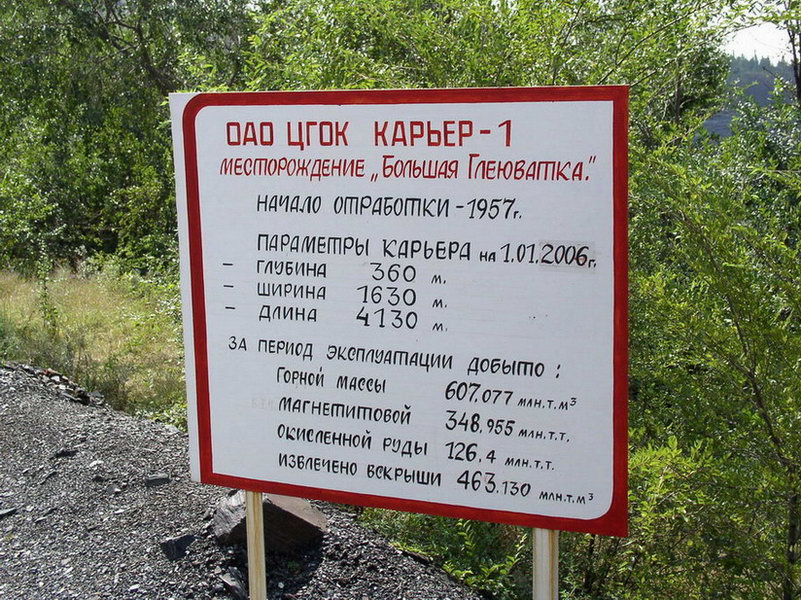 ОАО ЦГОК КАРЬЕР-1
МЕСТОРОЖДЕНИЕ „БОЛЬШАЯ ГЛЕЮВАТКА."
НАЧАЛО ОТРАБОТКИ - 1957г.
ПАРАМЕТРЫ КАРЬЕРА на 1.01.2006г.
- ГЛУБИНА 360 м.
- ШИРИНА 1630 м.
- ДЛИНА 4130 м.
ЗА ПЕРИОД ЭКСПЛУАТАЦИИ ДОБЫТО :
ГОРНОЙ МАССЫ 607.077 МЛН.Т.М³
МАГНЕТИТОВОЙ 348.955 МЛН.Т.Т.
ОКИСЛЕННОЙ РУДЫ 126.4 МЛН.Т.Т.
ИЗВЛЕЧЕНО ВСКРЫШИ 463.130 МЛН.Т.М³